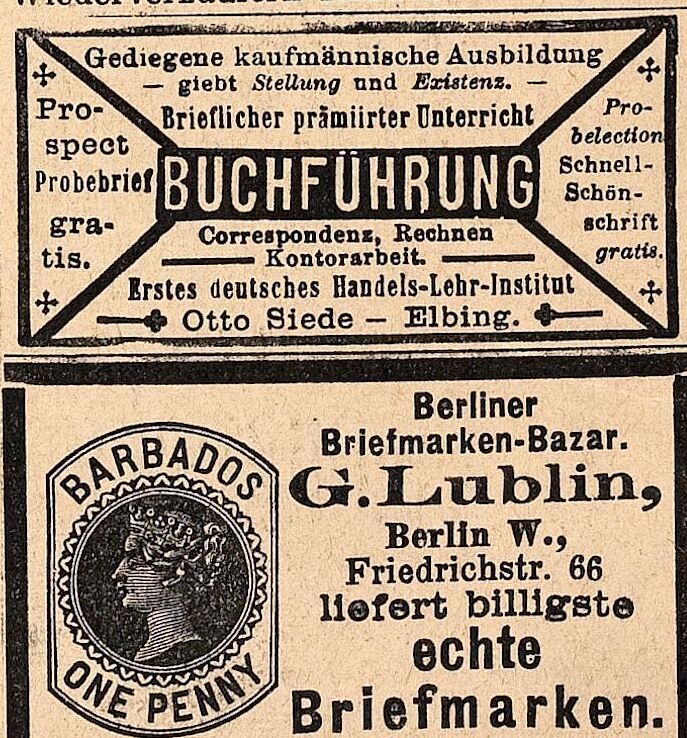 Gediegene kaufmännische Ausbildung
— giebt Stellung und Existenz. —
Brieflicher prämiirter Unterricht
BUCHFÜHRUNG
Correspondenz, Rechnen
Kontorarbeit.
Erstes deutsches Handels-Lehr-Institut
Otto Siede — Elbing.
Pro-
spect
Probebrief
gra-
tis.
Pro-
belection
Schnell-
Schön-
schrift
gratis.
BARBADOS
ONE PENNY
Berliner
Briefmarken-Bazar.
G. Lublin,
Berlin W.,
Friedrichstr. 66
liefert billigste
echte
Briefmarken.